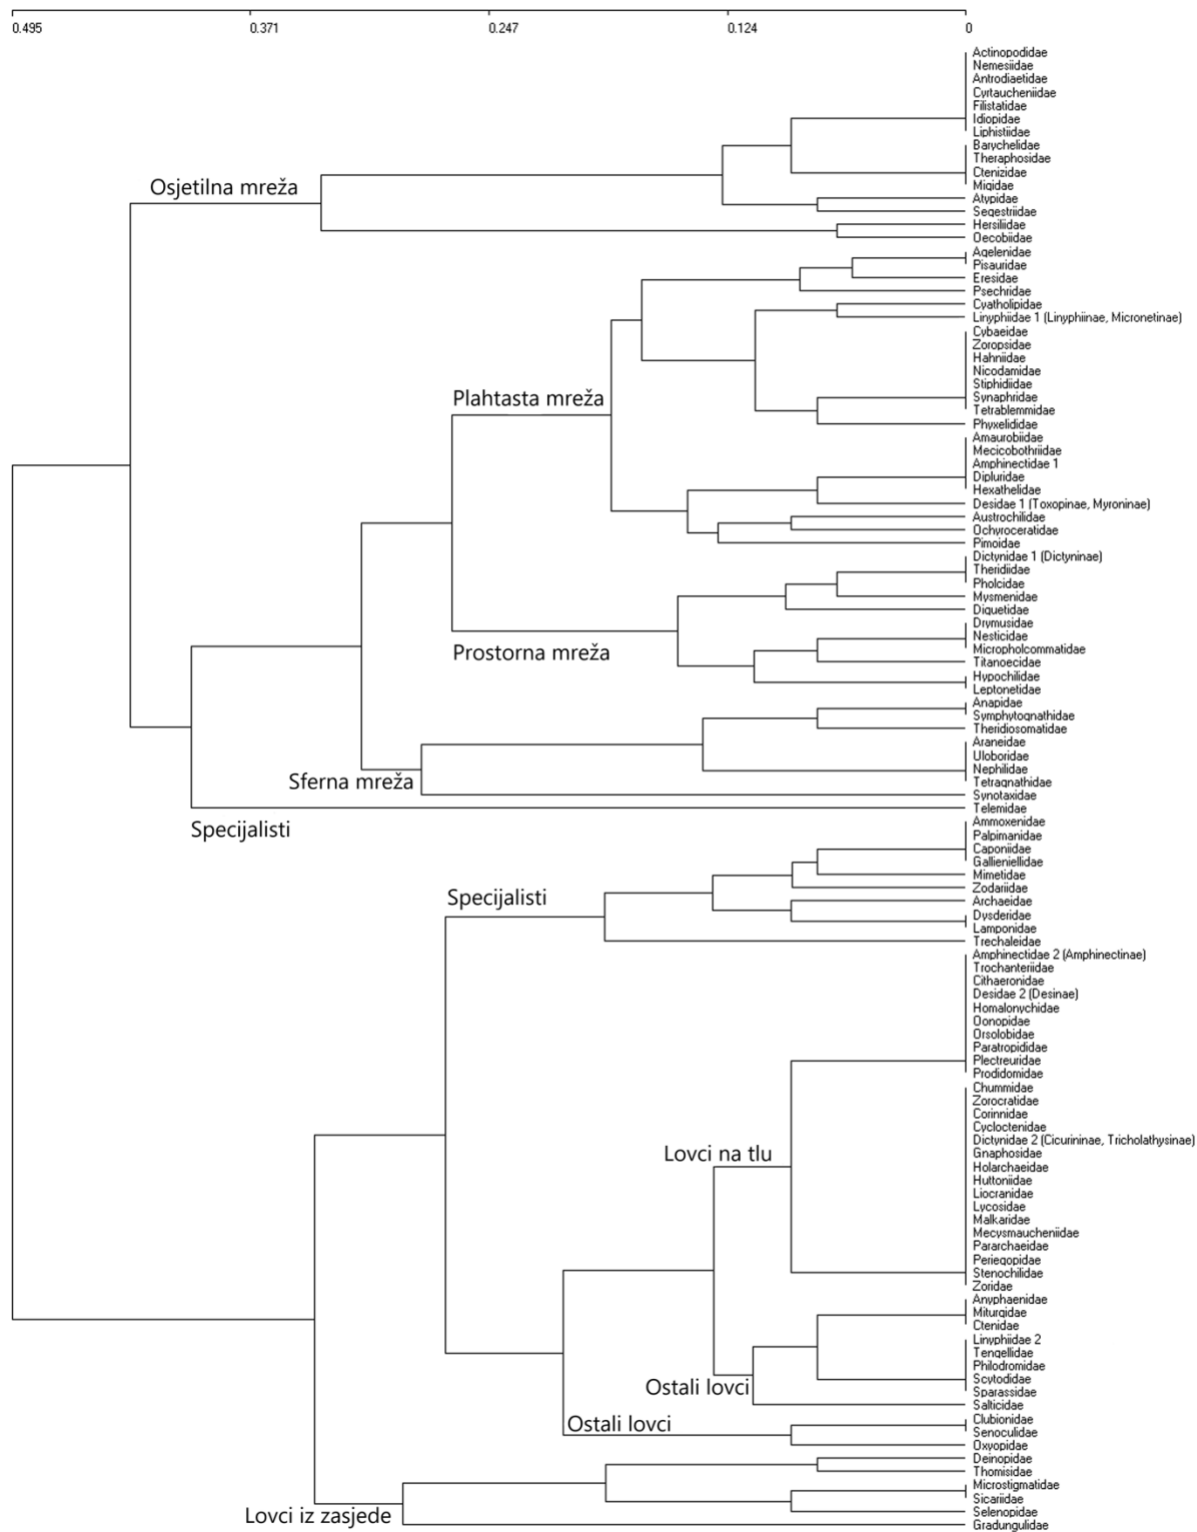 0.495 0.371 0.247 0.124 0
Actinopodidae
Nemesiidae
Antrodiaetidae
Cyrtaucheniidae
Filistatidae
Idiopidae
Liphistiidae
Barychelidae
Theraphosidae
Ctenizidae
Migidae
Osjetilna mreža
Atypidae
Segestriidae
Hersiliidae
Oecobiidae
Agelenidae
Pisauridae
Eresidae
Psechridae
Cyatholipidae
Linyphiidae 1 (Linyphiinae, Micronetinae)
Cybaeidae
Zoropsidae
Hahniidae
Nicodamidae
Stiphidiidae
Plahtasta mreža
Synaphridae
Tetrablemmidae
Phyxelididae
Amaurobiidae
Mecicobothriidae
Amphinectidae 1
Dipluridae
Hexathelidae
Desidae 1 (Toxopinae, Myroninae)
Austrochilidae
Ochyroceratidae
Pimoidae
Dictynidae 1 (Dictyninae)
Theridiidae
Pholcidae
Mysmenidae
Diguetidae
Drymusidae
Nesticidae
Prostorna mreža
Micropholcommatidae
Titanoecidae
Hypochilidae
Leptonetidae
Anapidae
Symphytognathidae
Theridiosomatidae
Araneidae
Uloboridae
Nephilidae
Sferna mreža
Tetragnathidae
Synotaxidae
Telemidae
Specijalisti
Ammoxenidae
Palpimanidae
Caponiidae
Gallieniellidae
Mimetidae
Zodariidae
Specijalisti
Archaeidae
Dysderidae
Lamponidae
Trechaleidae
Amphinectidae 2 (Amphinectinae)
Trochanteriidae
Cithaeronidae
Desidae 2 (Desinae)
Homalonychidae
Oonopidae
Orsolobidae
Paratropididae
Plectreuridae
Prodidomidae
Chummidae
Zorocratidae
Corinnidae
Cycloctenidae
Dictynidae 2 (Cicurininae, Tricholathysinae)
Lovci na tlu
Gnaphosidae
Holarchaeidae
Huttoniidae
Liocranidae
Lycosidae
Malkaridae
Mecysmaucheniidae
Pararchaeidae
Periegopidae
Stenochilidae
Zoridae
Anyphaenidae
Miturgidae
Ctenidae
Linyphiidae 2
Tengellidae
Philodromidae
Scytodidae
Ostali lovci
Sparassidae
Salticidae
Ostali lovci
Clubionidae
Senoculidae
Oxyopidae
Deinopidae
Thomisidae
Microstigmatidae
Sicariidae
Lovci iz zasjede
Selenopidae
Gradungulidae